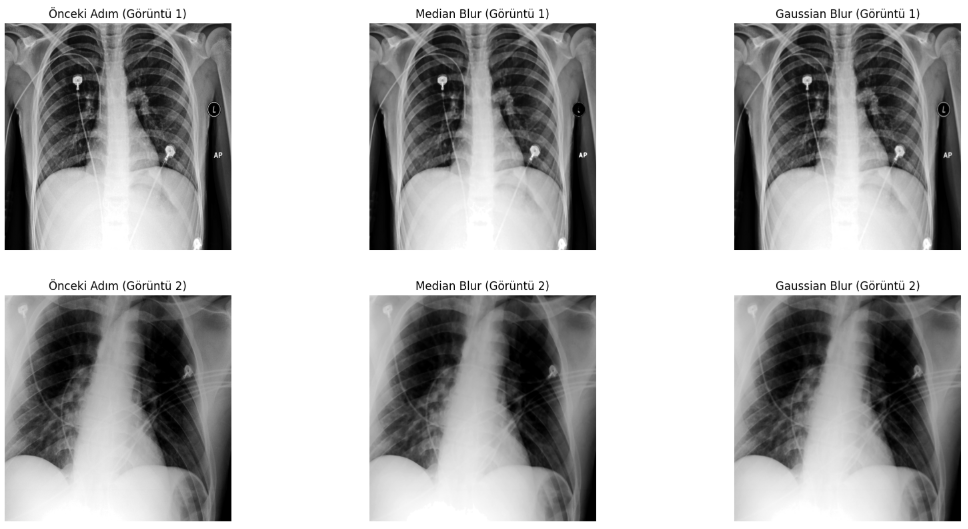 Önceki Adım (Görüntü 1)
Median Blur (Görüntü 1)
Gaussian Blur (Görüntü 1)
L
AP
L
AP
L
AP
Önceki Adım (Görüntü 2)
Median Blur (Görüntü 2)
Gaussian Blur (Görüntü 2)